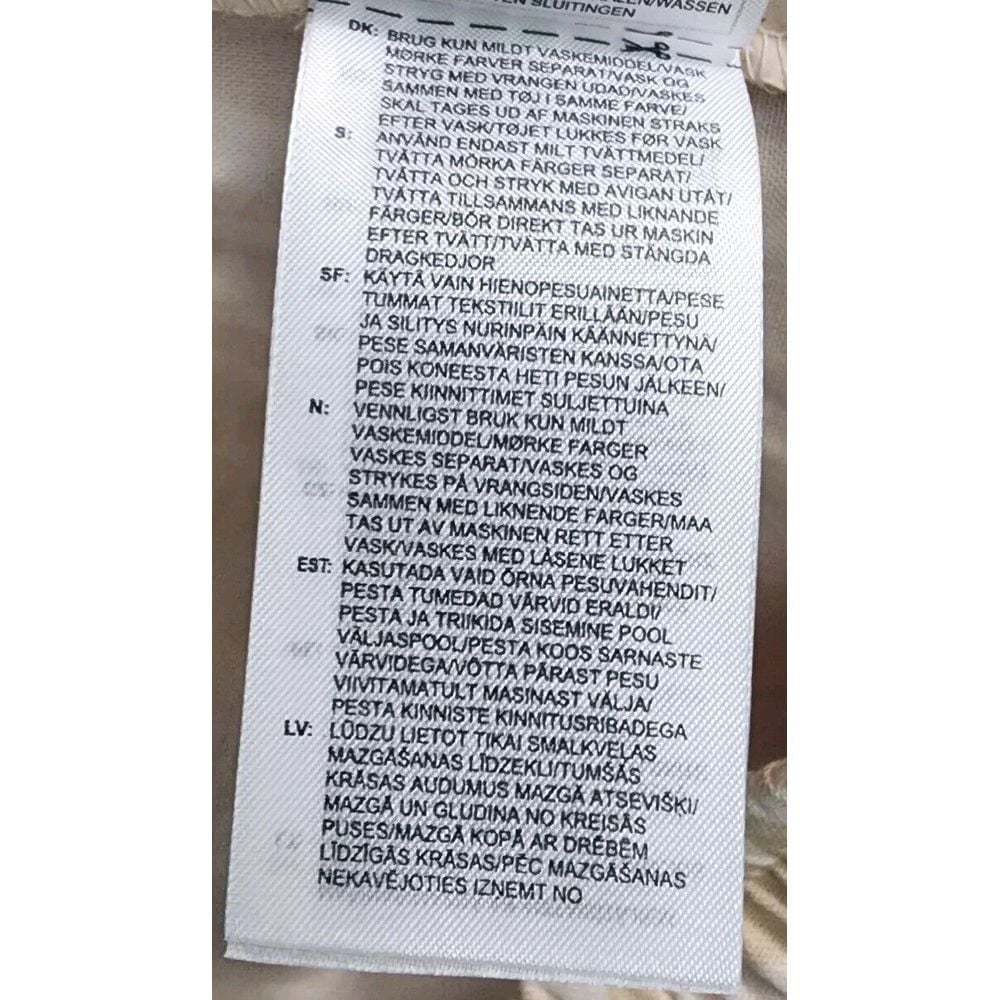 WASSEN
SLUITINGEN
DK: BRUG KUN MILDT VASKEMIDDEL/VASK
MØRKE FARVER SEPARAT/VASK OG
STRYG MED VRANGEN UDAD/VASKES
SAMMEN MED TØJ I SAMME FARVE/
SKAL TAGES UD AF MASKINEN STRAKS
EFTER VASK/TØJET LUKKES FØR VASK
S: ANVÄND ENDAST MILT TVÄTTMEDEL/
TVÄTTA MÖRKA FÄRGER SEPARAT/
TVÄTTA OCH STRYK MED AVIGAN UTÅT/
TVÄTTA TILLSAMMANS MED LIKNANDE
FÄRGER/BÖR DIREKT TAS UR MASKIN
EFTER TVÄTT/TVÄTTA MED STÄNGDA
DRAGKEDJOR
SF: KÄYTÄ VAIN HIENOPESUAINETTA/PESE
TUMMAT TEKSTIILIT ERILLÄÄN/PESU
JA SILITYS NURINPÄIN KÄÄNNETTYNÄ/
PESE SAMANVÄRISTEN KANSSA/OTA
POIS KONEESTA HETI PESUN JÄLKEEN/
PESE KIINNITTIMET SULJETTUINA
N: VENNLIGST BRUK KUN MILDT
VASKEMIDDEL/MØRKE FARGER
VASKES SEPARAT/VASKES OG
STRYKES PÅ VRANGSIDEN/VASKES
SAMMEN MED LIKNENDE FARGER/MAA
TAS UT AV MASKINEN RETT ETTER
VASK/VASKES MED LÅSENE LUKKET
EST: KASUTADA VAID ÕRNA PESUVAHENDIT/
PESTA TUMEDAD VÄRVID ERALDI/
PESTA JA TRIIKIDA SISEMINE POOL
VÄLJASPOOL/PESTA KOOS SARNASTE
VÄRVIDEGA/VÕTTA PÄRAST PESU
VIIVITAMATULT MASINAST VÄLJA/
PESTA KINNISTE KINNITUSRIBADEGA
LV: LŪDZU LIETOT TIKAI SMALKVEĻAS
MAZGĀŠANAS LĪDZEKLI/TUMŠĀS
KRĀSAS AUDUMUS MAZGĀ ATSEVIŠĶI/
MAZGĀ UN GLUDINA NO KREISĀS
PUSES/MAZGĀ KOPĀ AR DRĒBĒM
LĪDZĪGĀS KRĀSAS/PĒC MAZGĀŠANAS
NEKAVĒJOTIES IZŅEMT NO